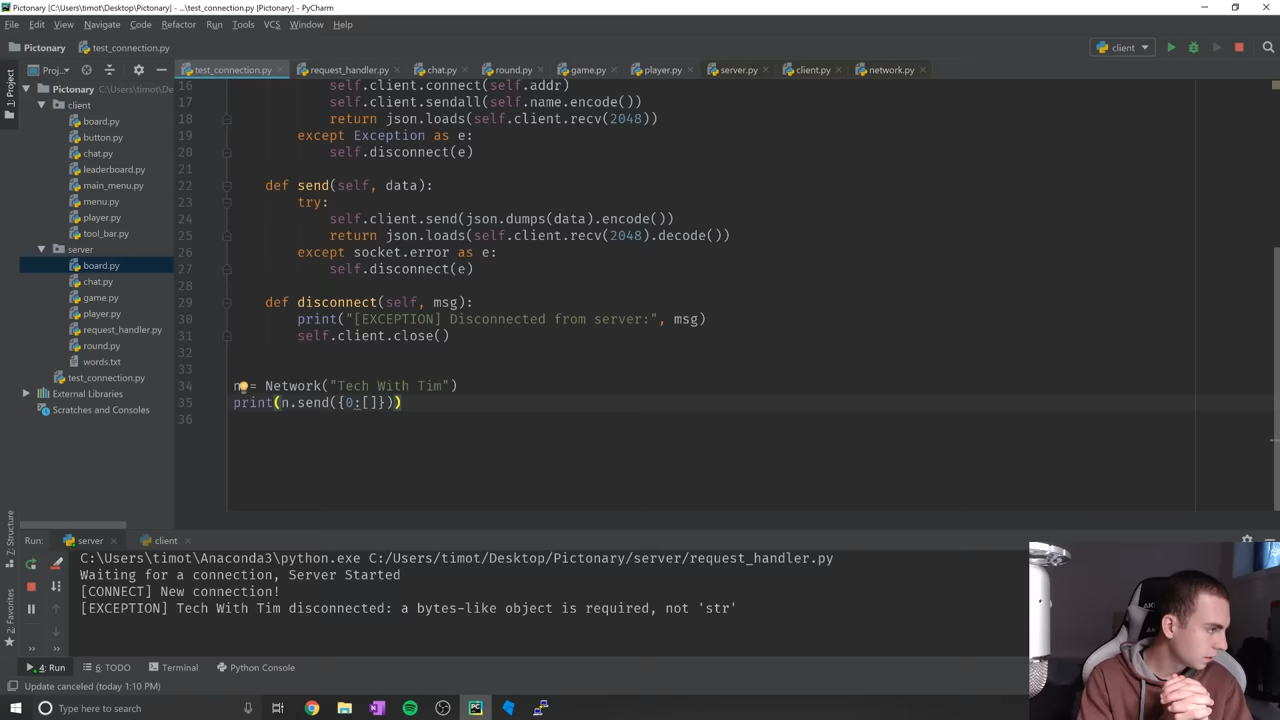 Pictonary [C:\Users\timot\Desktop\Pictonary] - ...\test_connection.py [Pictonary] - PyCharm
File Edit View Navigate Code Refactor Run Tools VCS Window Help
Pictonary test_connection.py client
Proj... test_connection.py request_handler.py chat.py round.py game.py player.py server.py client.py network.py
1: Project
Pictonary C:\Users\timot\De
client
board.py
button.py
chat.py
leaderboard.py
main_menu.py
menu.py
player.py
tool_bar.py
server
board.py
chat.py
game.py
player.py
request_handler.py
round.py
words.txt
test_connection.py
External Libraries
Scratches and Consoles
16 self.client.connect(self.addr)
17 self.client.sendall(self.name.encode())
18 return json.loads(self.client.recv(2048))
19 except Exception as e:
20 self.disconnect(e)
21
22 def send(self, data):
23 try:
24 self.client.send(json.dumps(data).encode())
25 return json.loads(self.client.recv(2048).decode())
26 except socket.error as e:
27 self.disconnect(e)
28
29 def disconnect(self, msg):
30 print("[EXCEPTION] Disconnected from server:", msg)
31 self.client.close()
32
33
34 n = Network("Tech With Tim")
35 print(n.send({0:[]}))
36
7: Structure
2: Favorites
Run: server client
C:\Users\timot\Anaconda3\python.exe C:/Users/timot/Desktop/Pictonary/server/request_handler.py
Waiting for a connection, Server Started
[CONNECT] New connection!
[EXCEPTION] Tech With Tim disconnected: a bytes-like object is required, not 'str'
4: Run 6: TODO Terminal Python Console
Update canceled (today 1:10 PM)
Type here to search